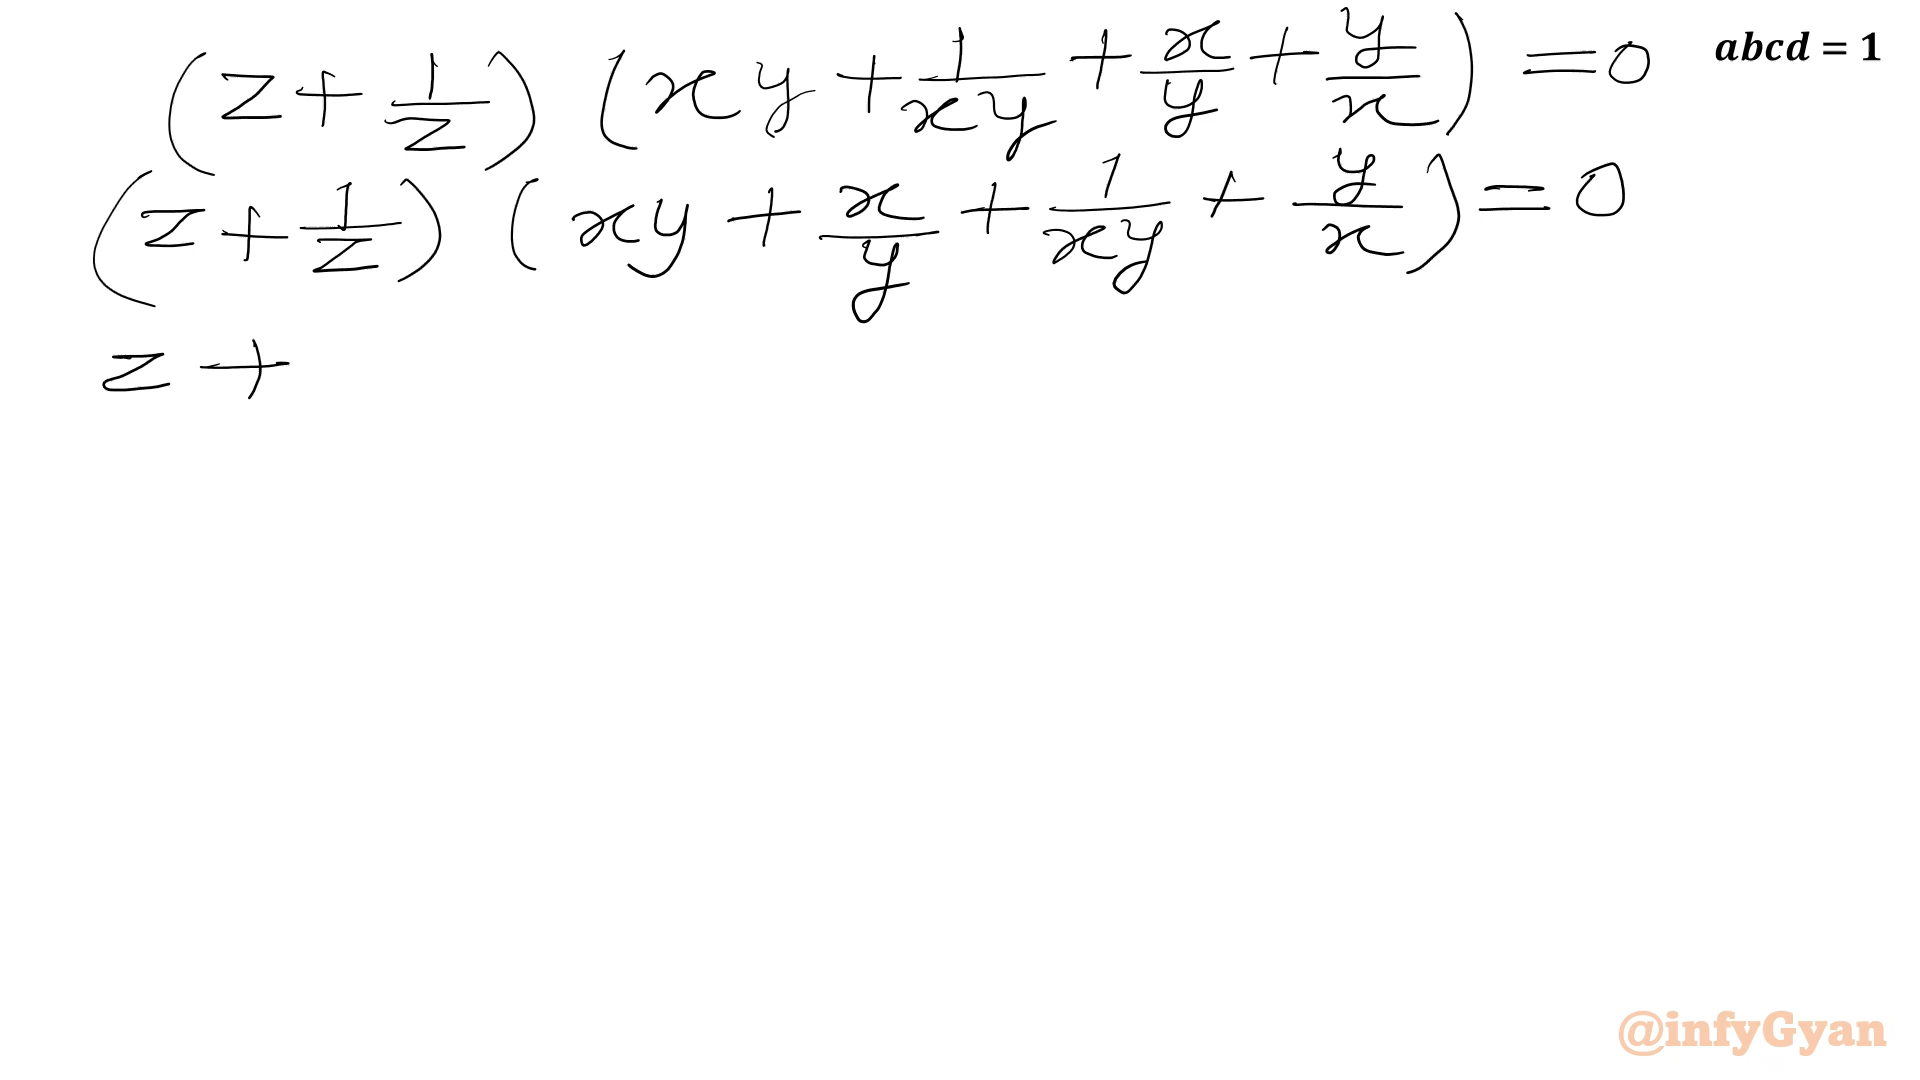 (z + 1/z) (xy + 1/xy + x/y + y/x) = 0
abcd = 1
(z + 1/z) (xy + x/y + 1/xy + y/x) = 0
z +
@infyGyan